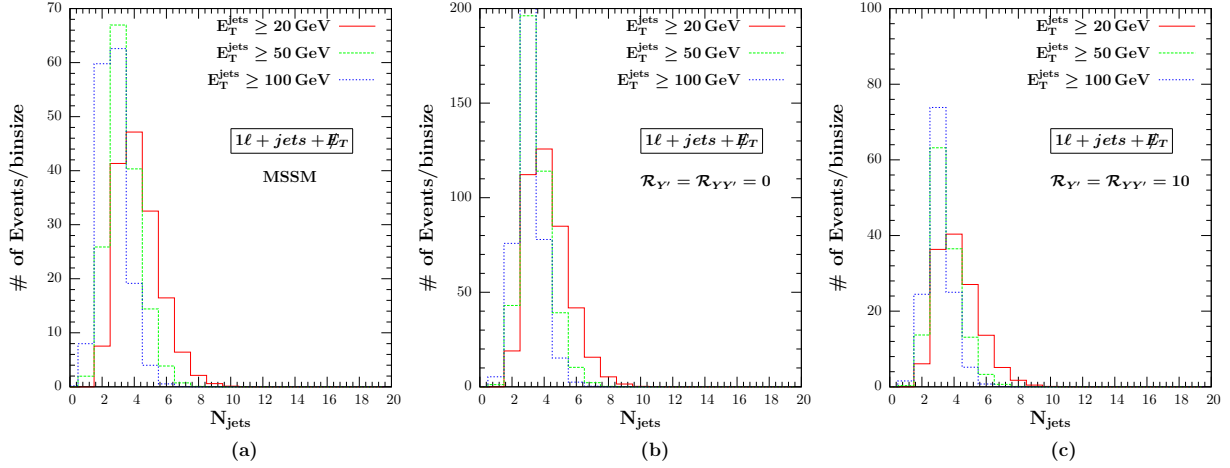 # of Events/binsize
70
60
50
40
30
20
10
0
0 2 4 6 8 10 12 14 16 18 20
N_jets
E_T^jets ≥ 20 GeV
E_T^jets ≥ 50 GeV
E_T^jets ≥ 100 GeV
1ℓ + jets + E̸_T
MSSM
(a)
# of Events/binsize
200
150
100
50
0
0 2 4 6 8 10 12 14 16 18 20
N_jets
E_T^jets ≥ 20 GeV
E_T^jets ≥ 50 GeV
E_T^jets ≥ 100 GeV
1ℓ + jets + E̸_T
ℛ_Y′ = ℛ_YY′ = 0
(b)
# of Events/binsize
100
80
60
40
20
0
0 2 4 6 8 10 12 14 16 18 20
N_jets
E_T^jets ≥ 20 GeV
E_T^jets ≥ 50 GeV
E_T^jets ≥ 100 GeV
1ℓ + jets + E̸_T
ℛ_Y′ = ℛ_YY′ = 10
(c)